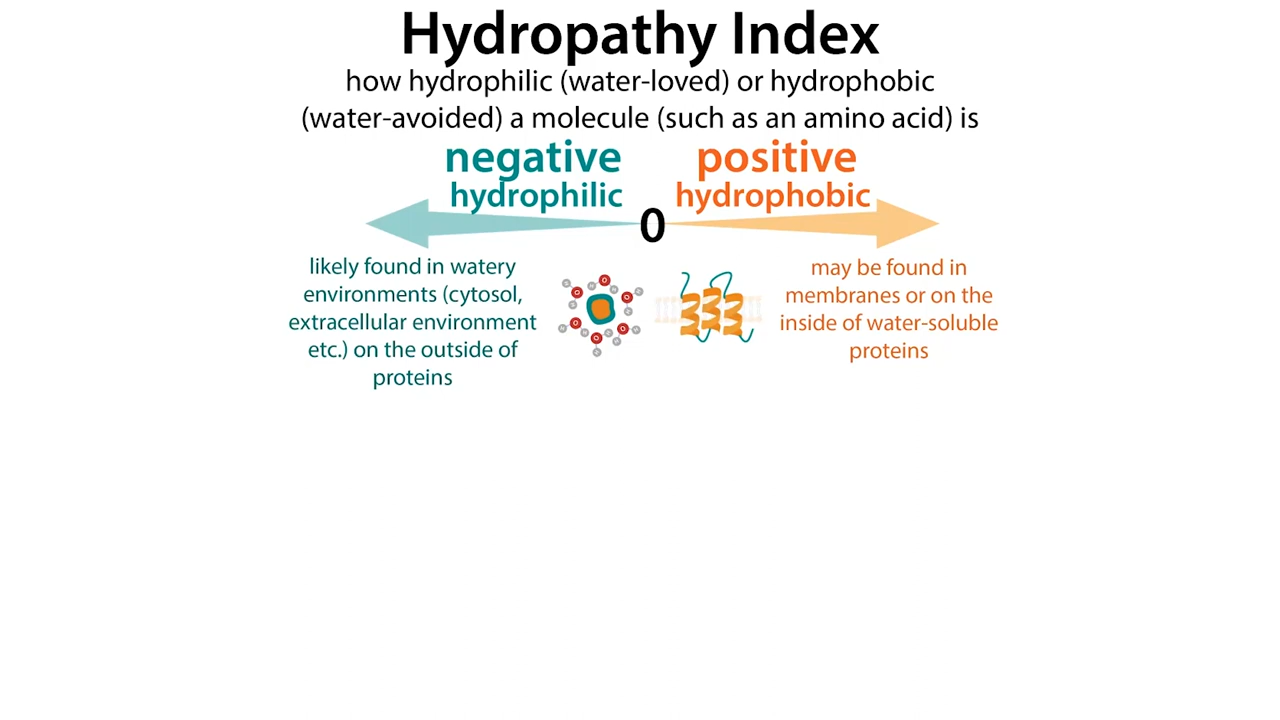 Hydropathy Index
how hydrophilic (water-loved) or hydrophobic
(water-avoided) a molecule (such as an amino acid) is
negative
hydrophilic
positive
hydrophobic
0
likely found in watery
environments (cytosol,
extracellular environment
etc.) on the outside of
proteins
may be found in
membranes or on the
inside of water-soluble
proteins